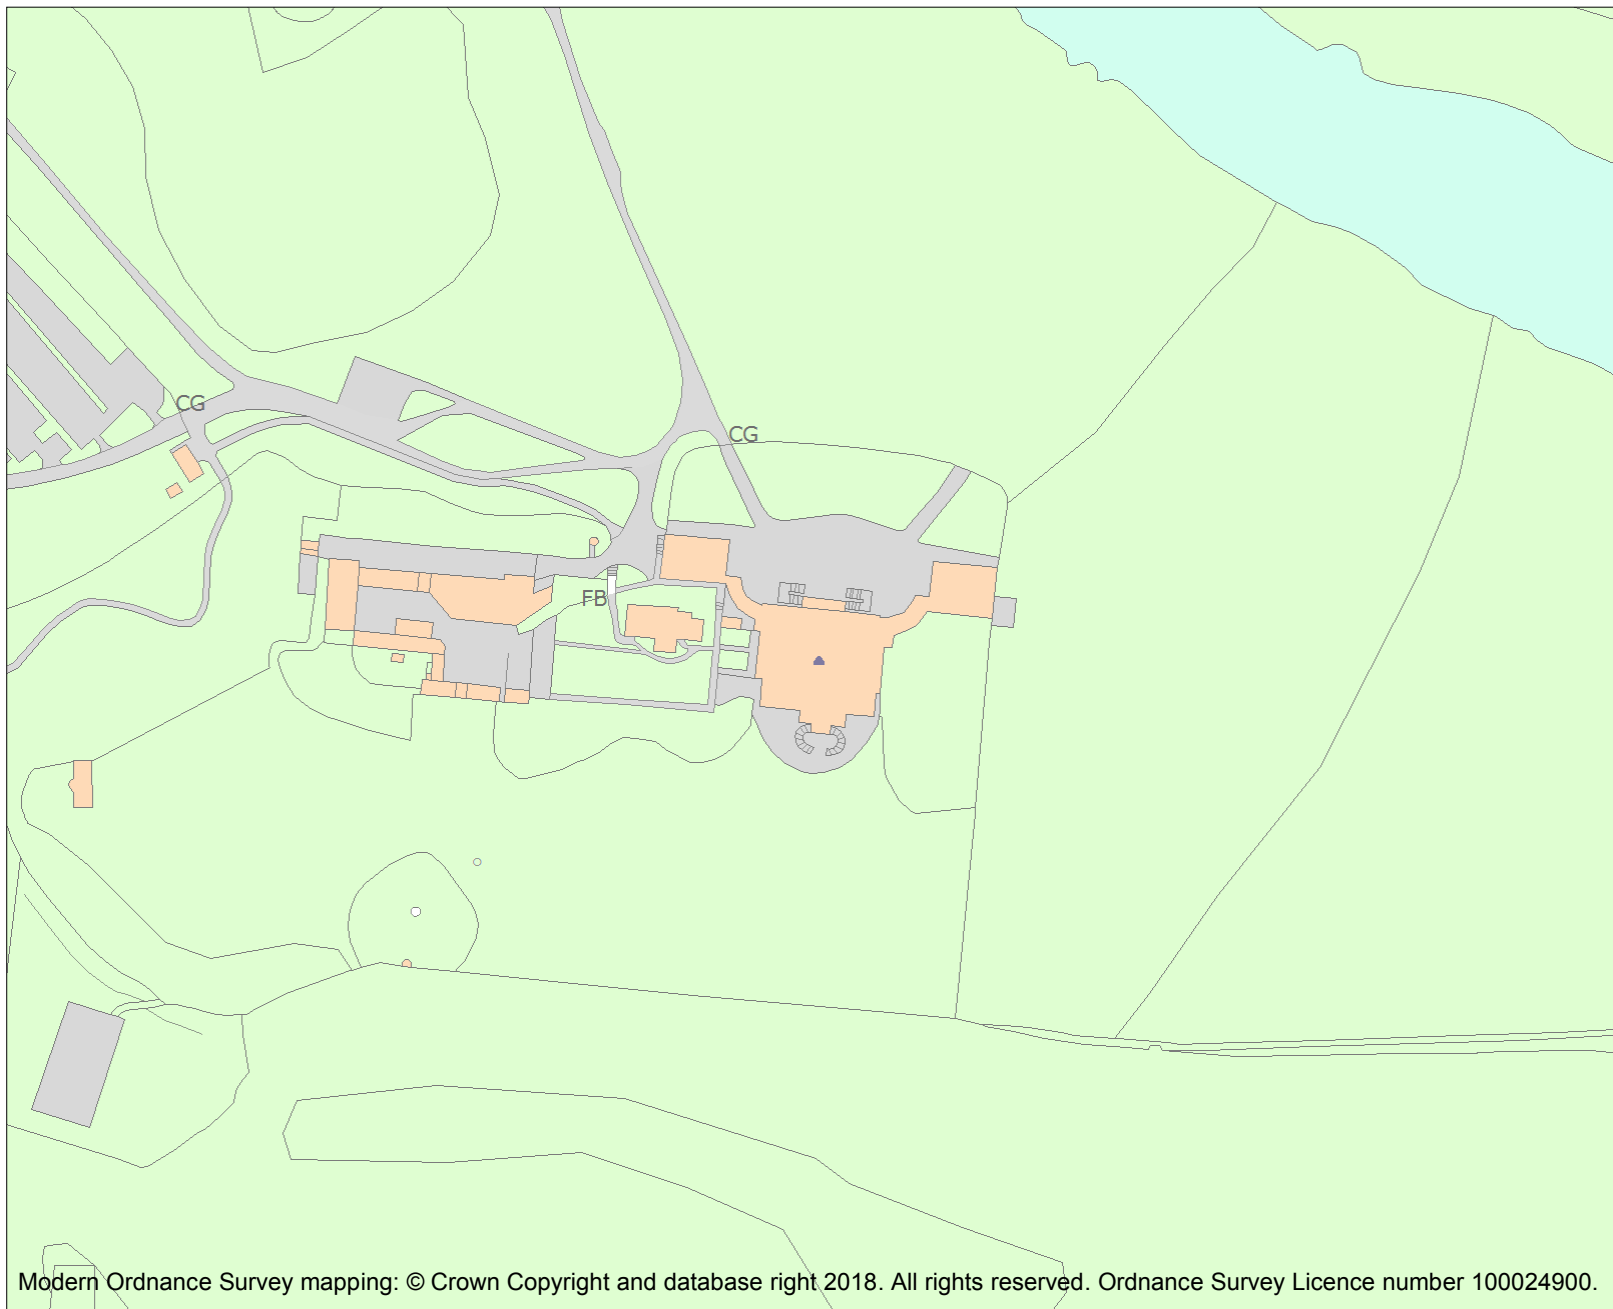 CG
CG
FB
Modern Ordnance Survey mapping: © Crown Copyright and database right 2018. All rights reserved. Ordnance Survey Licence number 100024900.